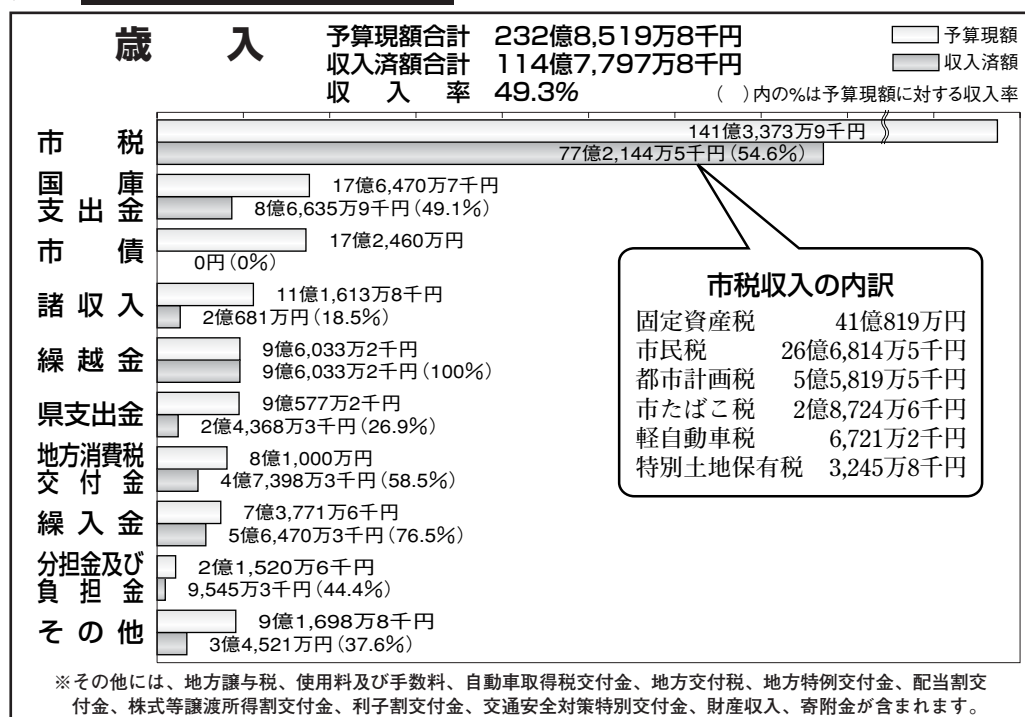 歳入
予算現額合計 232億8,519万8千円
収入済額合計 114億7,797万8千円
収入率 49.3%
予算現額
収入済額
( )内の%は予算現額に対する収入率
市税
141億3,373万9千円
77億2,144万5千円(54.6%)
国庫
支出金
17億6,470万7千円
8億6,635万9千円(49.1%)
市債
17億2,460万円
0円(0%)
諸収入
11億1,613万8千円
2億681万円(18.5%)
繰越金
9億6,033万2千円
9億6,033万2千円(100%)
県支出金
9億577万2千円
2億4,368万3千円(26.9%)
地方消費税
交付金
8億1,000万円
4億7,398万3千円(58.5%)
繰入金
7億3,771万6千円
5億6,470万3千円(76.5%)
分担金及び
負担金
2億1,520万6千円
9,545万3千円(44.4%)
その他
9億1,698万8千円
3億4,521万円(37.6%)
市税収入の内訳
固定資産税 41億819万円
市民税 26億6,814万5千円
都市計画税 5億5,819万5千円
市たばこ税 2億8,724万6千円
軽自動車税 6,721万2千円
特別土地保有税 3,245万8千円
※その他には、地方譲与税、使用料及び手数料、自動車取得税交付金、地方交付税、地方特例交付金、配当割交
付金、株式等譲渡所得割交付金、利子割交付金、交通安全対策特別交付金、財産収入、寄附金が含まれます。